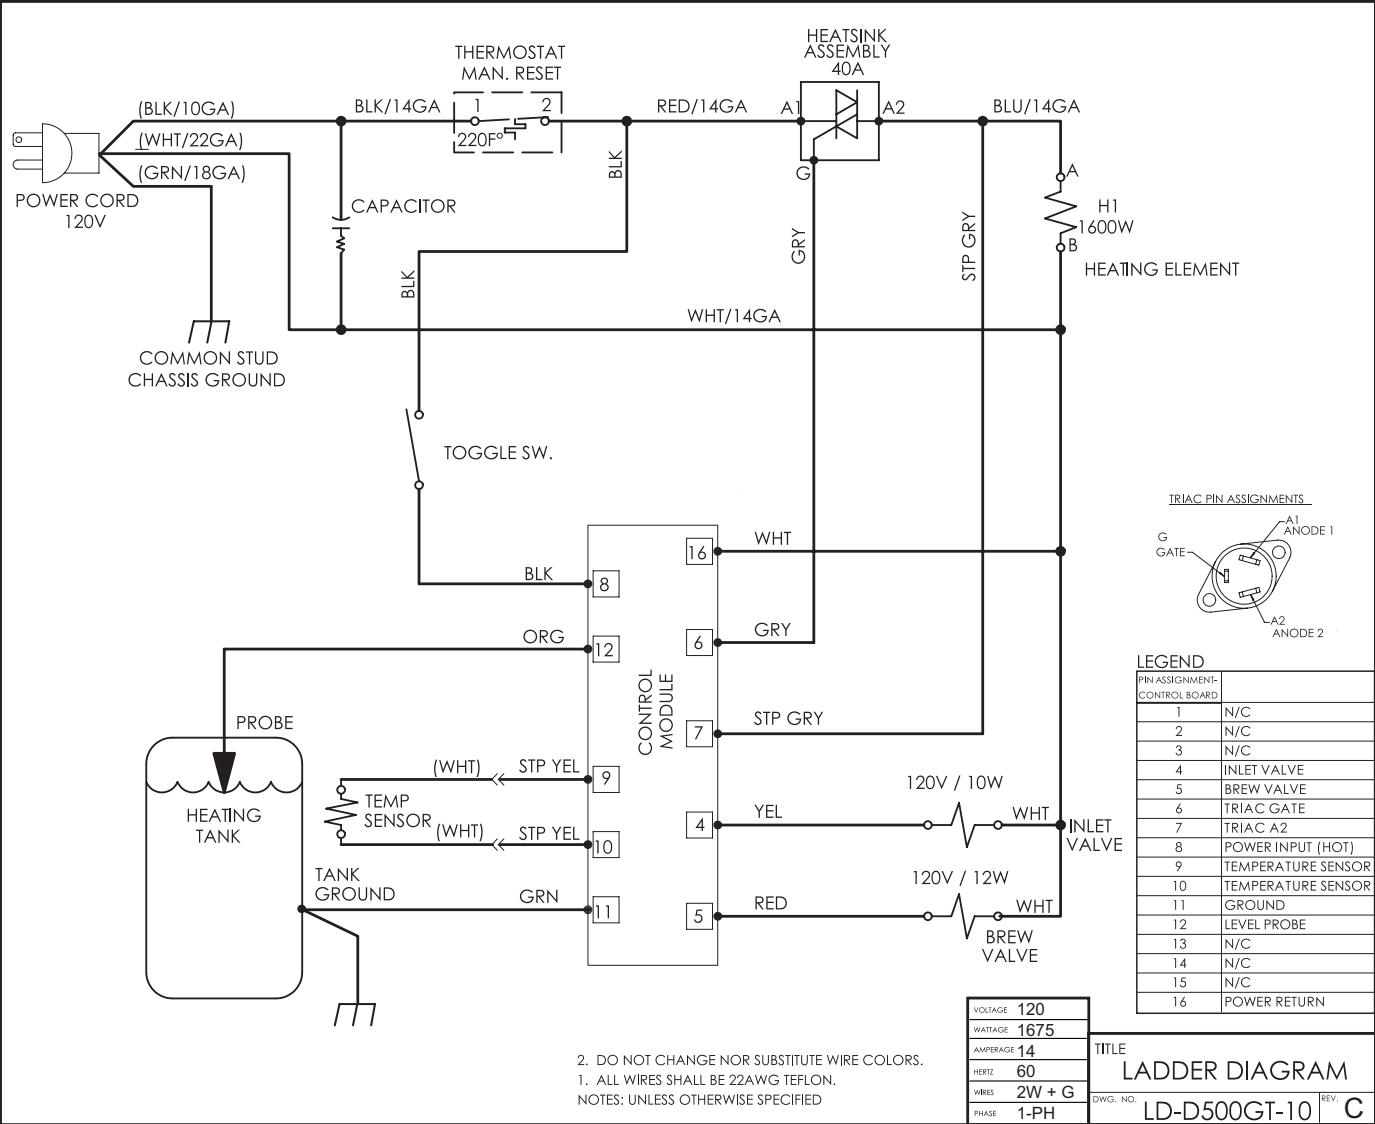 HEATSINK
ASSEMBLY
40A
THERMOSTAT
MAN. RESET
(BLK/10GA)
BLK/14GA
1
2
RED/14GA
A1
A2
BLU/14GA
220F°
(WHT/22GA)
(GRN/18GA)
BLK
G
A
POWER CORD
120V
CAPACITOR
H1
1600W
GRY
STP GRY
B
BLK
HEATING ELEMENT
WHT/14GA
COMMON STUD
CHASSIS GROUND
TOGGLE SW.
TRIAC PIN ASSIGNMENTS
A1
ANODE 1
G
GATE
A2
ANODE 2
16
WHT
BLK
8
ORG
12
6
GRY
CONTROL
MODULE
PROBE
7
STP GRY
(WHT)
STP YEL
9
TEMP
SENSOR
HEATING
TANK
(WHT)
STP YEL
10
120V / 10W
4
YEL
WHT
INLET
VALVE
TANK
GROUND
GRN
11
120V / 12W
5
RED
WHT
BREW
VALVE
LEGEND
PIN ASSIGNMENT-
CONTROL BOARD
1 N/C
2 N/C
3 N/C
4 INLET VALVE
5 BREW VALVE
6 TRIAC GATE
7 TRIAC A2
8 POWER INPUT (HOT)
9 TEMPERATURE SENSOR
10 TEMPERATURE SENSOR
11 GROUND
12 LEVEL PROBE
13 N/C
14 N/C
15 N/C
16 POWER RETURN
2. DO NOT CHANGE NOR SUBSTITUTE WIRE COLORS.
1. ALL WIRES SHALL BE 22AWG TEFLON.
NOTES: UNLESS OTHERWISE SPECIFIED
VOLTAGE 120
WATTAGE 1675
AMPERAGE 14
HERTZ 60
WIRES 2W + G
PHASE 1-PH
TITLE
LADDER DIAGRAM
DWG. NO. LD-D500GT-10 REV. C